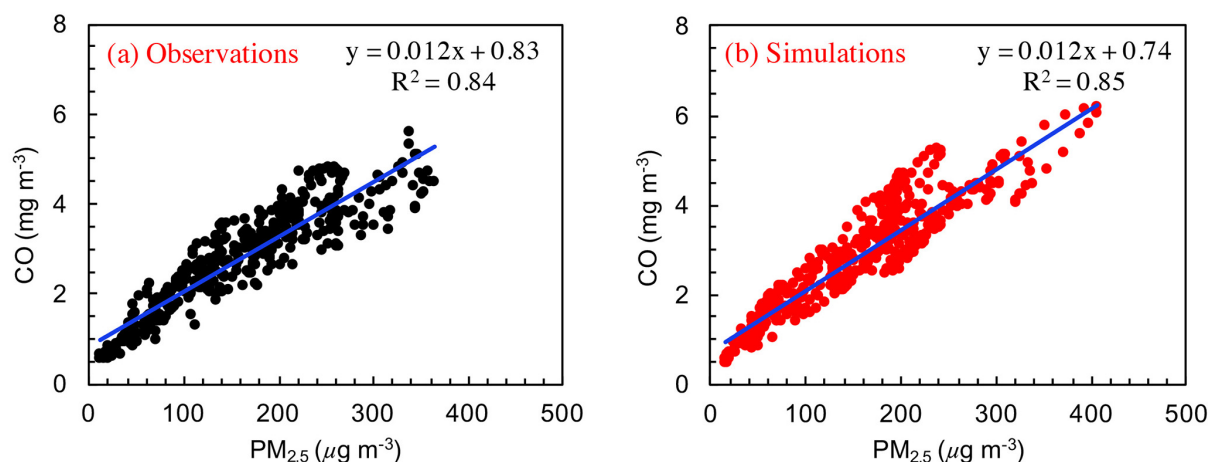 (a) Observations
y = 0.012x + 0.83
R² = 0.84
8
6
4
2
0
CO (mg m⁻³)
0 100 200 300 400 500
PM₂.₅ (μg m⁻³)
(b) Simulations
y = 0.012x + 0.74
R² = 0.85
8
6
4
2
0
CO (mg m⁻³)
0 100 200 300 400 500
PM₂.₅ (μg m⁻³)